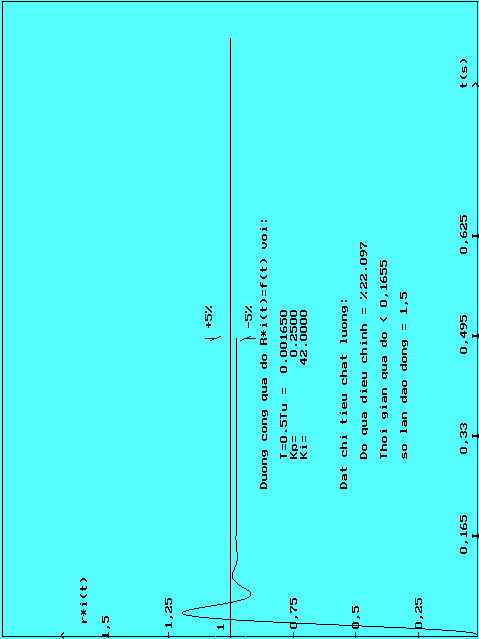 r*i(t)
1,5
1,25
1
0,75
0,5
0,25
+5%
-5%
Duong cong qua do R*i(t)=f(t) voi:
T=0.5Tu = 0.001650
Kp= 0.2500
Ki= 42.0000
Dat chi tieu chat luong:
Do qua dieu chinh = %22.097
Thoi gian qua do < 0,1655
so lan dao dong = 1,5
0,165
0,33
0,495
0,625
t(s)